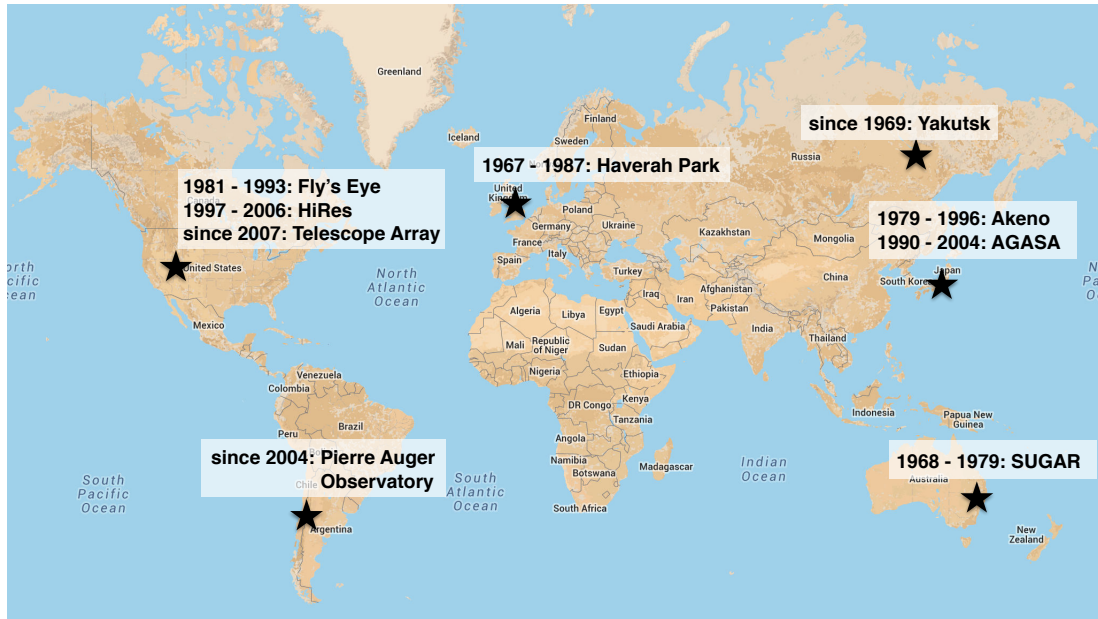 Greenland
Iceland
Finland
Sweden
since 1969: Yakutsk
Russia
1967 - 1987: Haverah Park
United
1981 - 1993: Fly's Eye
1997 - 2006: HiRes
since 2007: Telescope Array
Canada
Poland
Germany
Ukraine
France
Kazakhstan
Mongolia
1979 - 1996: Akeno
1990 - 2004: AGASA
Italy
Spain
Turkey
United States
North
Atlantic
Ocean
China
Japan
Afghanistan
Iraq
Iran
Pakistan
Algeria
Libya
Egypt
Saudi Arabia
India
Mexico
Mali
Republic
of Niger
Sudan
Thailand
Nigeria
Ethiopia
Venezuela
Colombia
Kenya
DR Congo
Tanzania
Indonesia
Papua New
Guinea
Peru
Brazil
Angola
Namibia
Botswana
Madagascar
South Africa
since 2004: Pierre Auger
Observatory
Chile
Argentina
South
Pacific
Ocean
South
Atlantic
Ocean
Indian
Ocean
1968 - 1979: SUGAR
Australia
New
Zealand